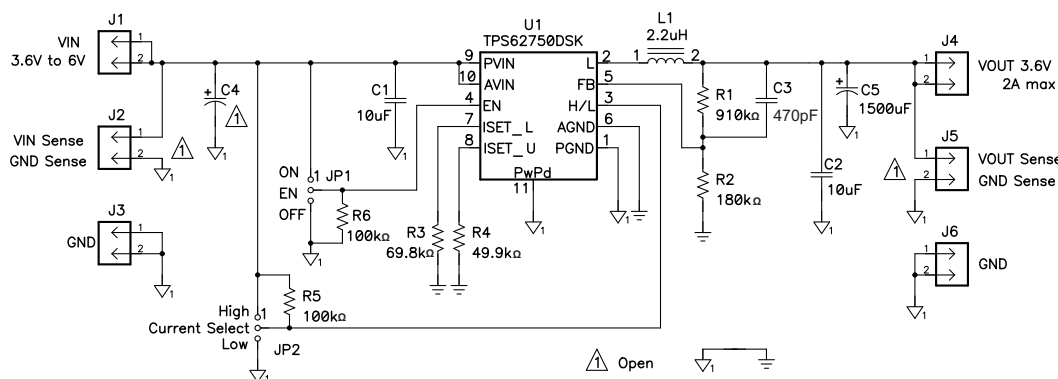 J1
VIN
3.6V to 6V
1
2
J2
VIN Sense
GND Sense
1
2
1
1
J3
GND
1
2
1
+
C4
1
1
C1
10uF
1
U1
TPS62750DSK
9
PVIN
10
AVIN
4
EN
7
ISET_L
8
ISET_U
L
2
FB
5
H/L
3
AGND
6
PGND
1
PwPd
11
1
1
L1
2.2uH
1
2
R1
910kΩ
C3
470pF
R2
180kΩ
+
C5
1500uF
1
C2
10uF
1
J4
1
2
VOUT 3.6V
2A max
J5
1
2
VOUT Sense
GND Sense
1
1
J6
1
2
GND
1
ON
1
JP1
EN
OFF
R6
100kΩ
1
R3
69.8kΩ
R4
49.9kΩ
High
1
Current Select
Low
JP2
R5
100kΩ
1
1
Open
1